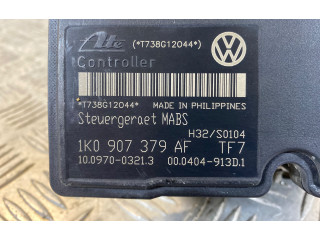 Ate (*T738G12044*)
Controller
*T738G12044* MADE IN PHILIPPINES
Steuergeraet MABS
H32/S0104
1K0 907 379 AF TF7
10.0970-0321.3 00.0404-913D.1